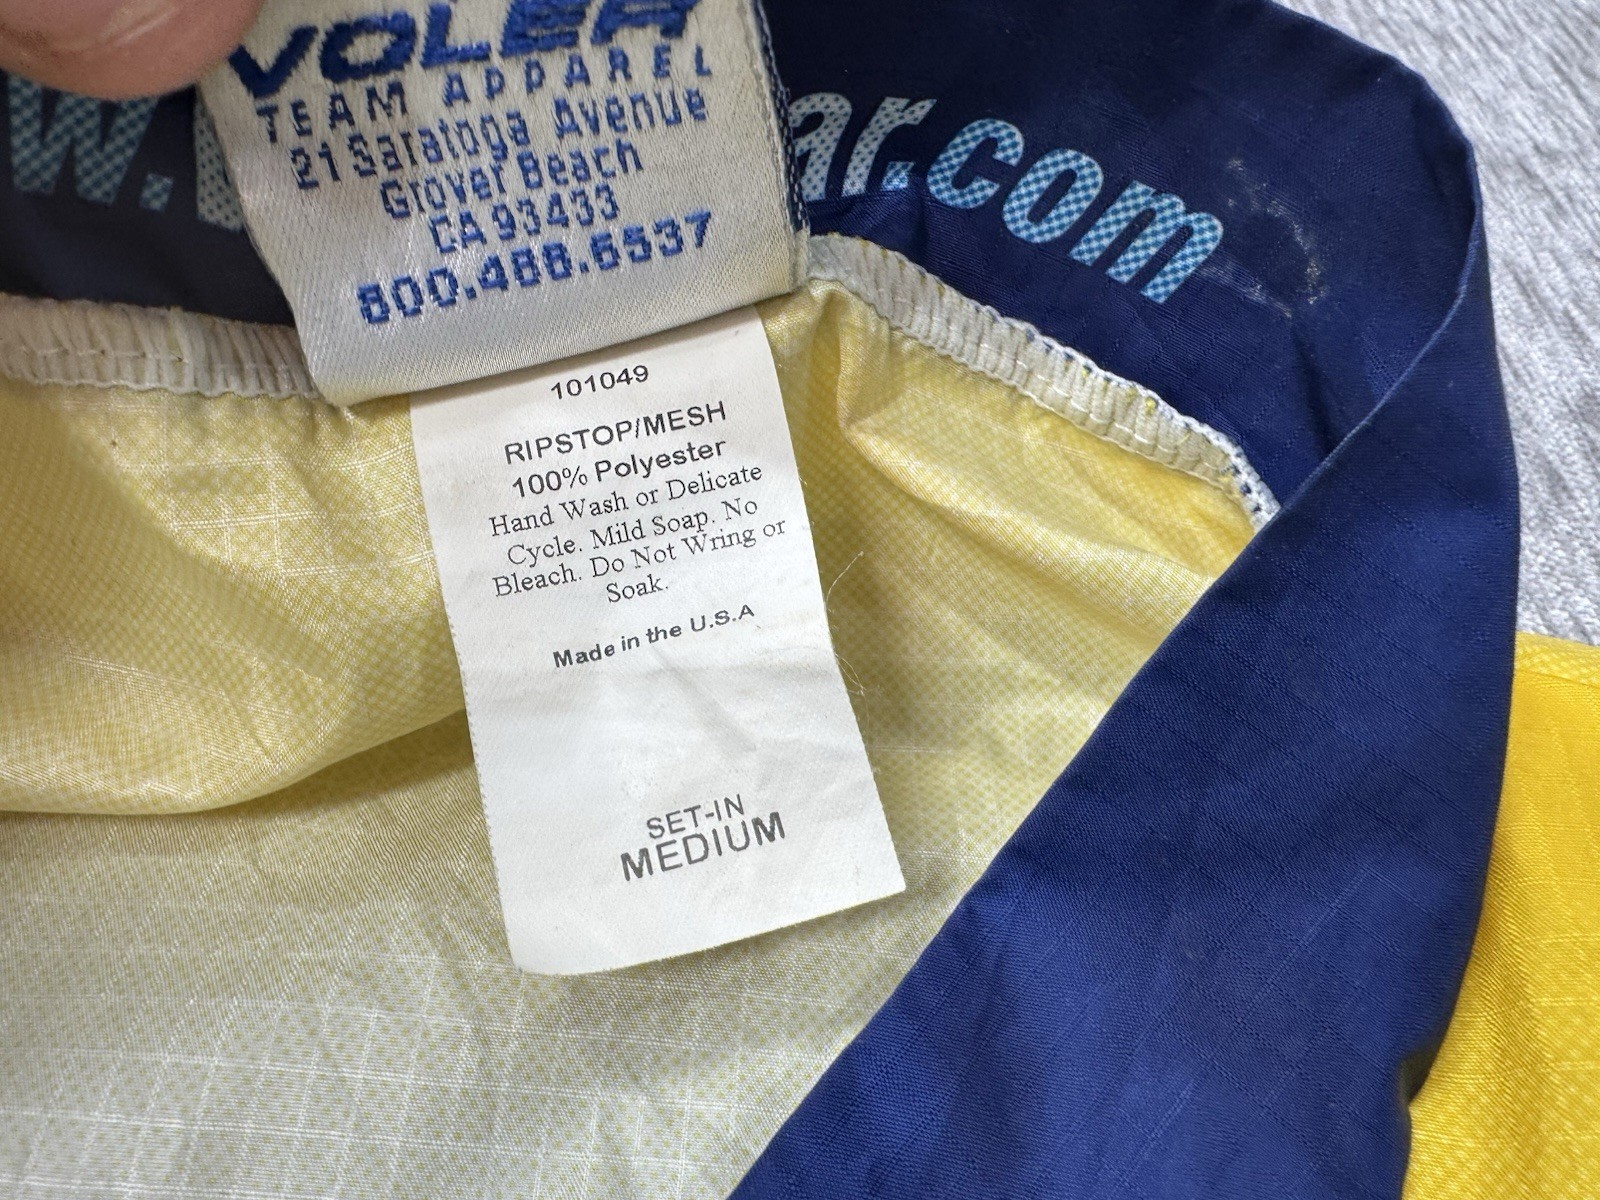 VOLER
TEAM APPAREL
21 Saratoga Avenue
Grover Beach
CA 93433
800.488.6537
w.
ar.com
101049
RIPSTOP/MESH
100% Polyester
Hand Wash or Delicate
Cycle. Mild Soap. No
Bleach. Do Not Wring or
Soak.
Made in the U.S.A
SET-IN
MEDIUM